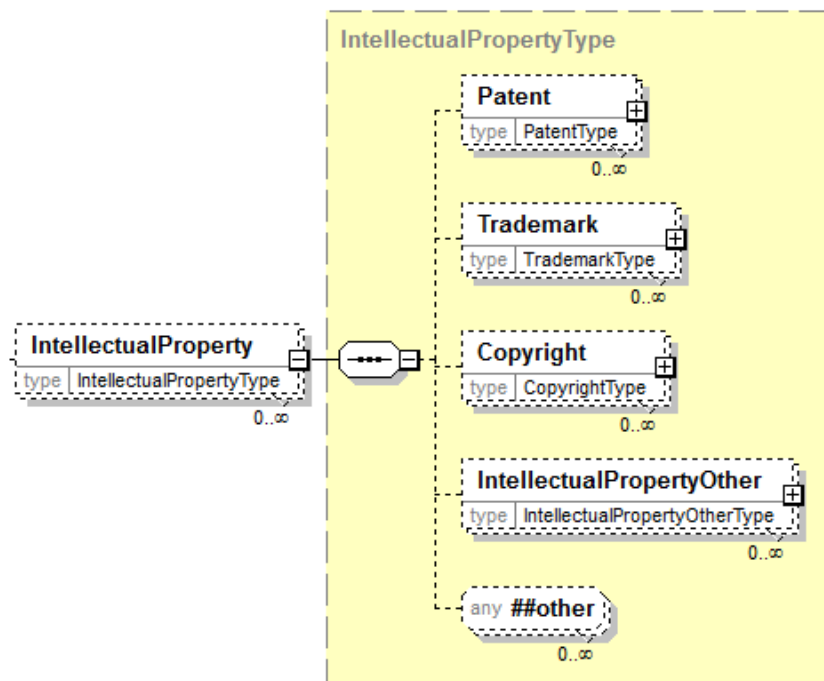 IntellectualPropertyType
Patent
type PatentType
0..∞
Trademark
type TrademarkType
0..∞
IntellectualProperty
type IntellectualPropertyType
0..∞
Copyright
type CopyrightType
0..∞
IntellectualPropertyOther
type IntellectualPropertyOtherType
0..∞
any ##other
0..∞